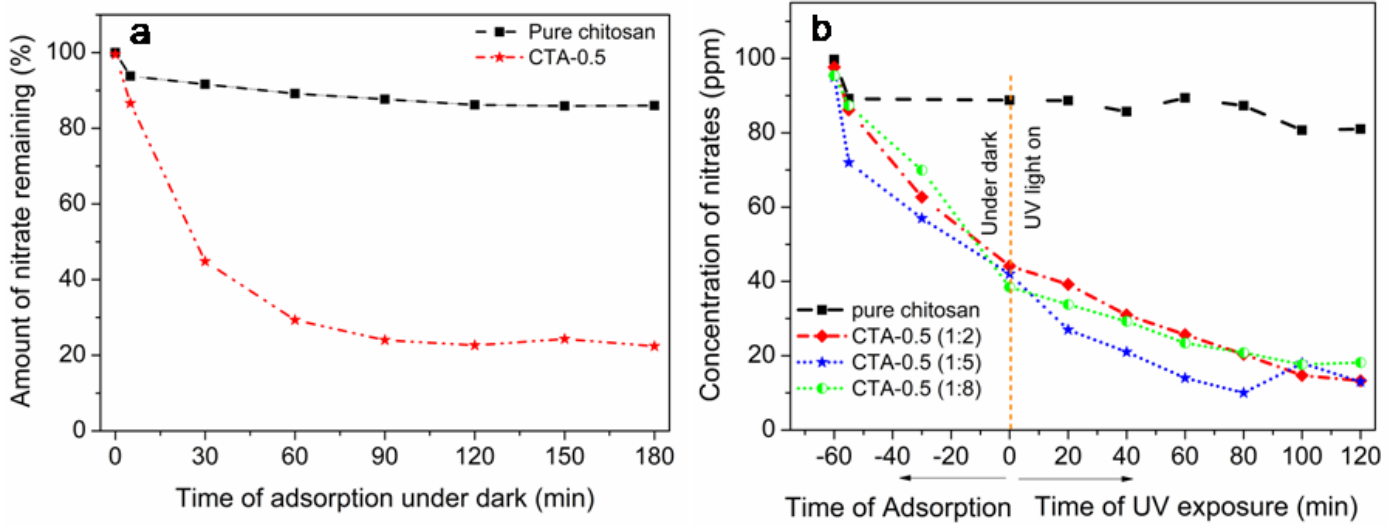 a
Pure chitosan
CTA-0.5
Amount of nitrate remaining (%)
100
80
60
40
20
0
0 30 60 90 120 150 180
Time of adsorption under dark (min)
b
Concentration of nitrates (ppm)
100
80
60
40
20
0
Under dark
UV light on
pure chitosan
CTA-0.5 (1:2)
CTA-0.5 (1:5)
CTA-0.5 (1:8)
-60 -40 -20 0 20 40 60 80 100 120
Time of Adsorption Time of UV exposure (min)